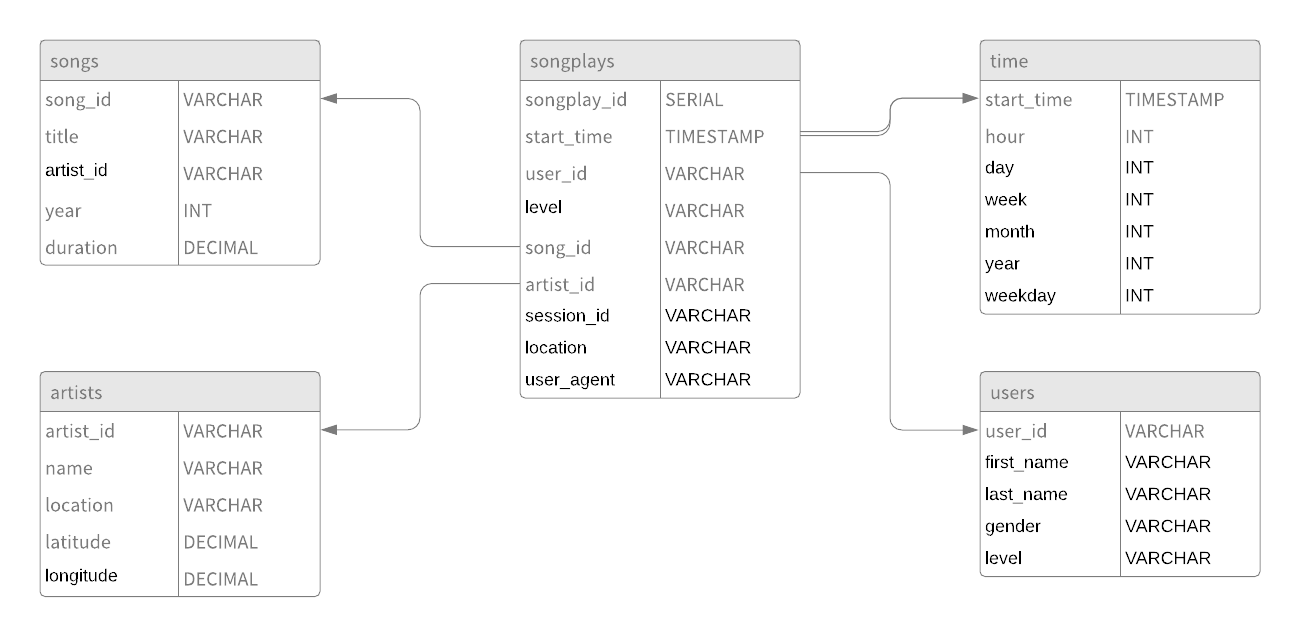 songs
song_id VARCHAR
title VARCHAR
artist_id VARCHAR
year INT
duration DECIMAL
artists
artist_id VARCHAR
name VARCHAR
location VARCHAR
latitude DECIMAL
longitude DECIMAL
songplays
songplay_id SERIAL
start_time TIMESTAMP
user_id VARCHAR
level VARCHAR
song_id VARCHAR
artist_id VARCHAR
session_id VARCHAR
location VARCHAR
user_agent VARCHAR
time
start_time TIMESTAMP
hour INT
day INT
week INT
month INT
year INT
weekday INT
users
user_id VARCHAR
first_name VARCHAR
last_name VARCHAR
gender VARCHAR
level VARCHAR